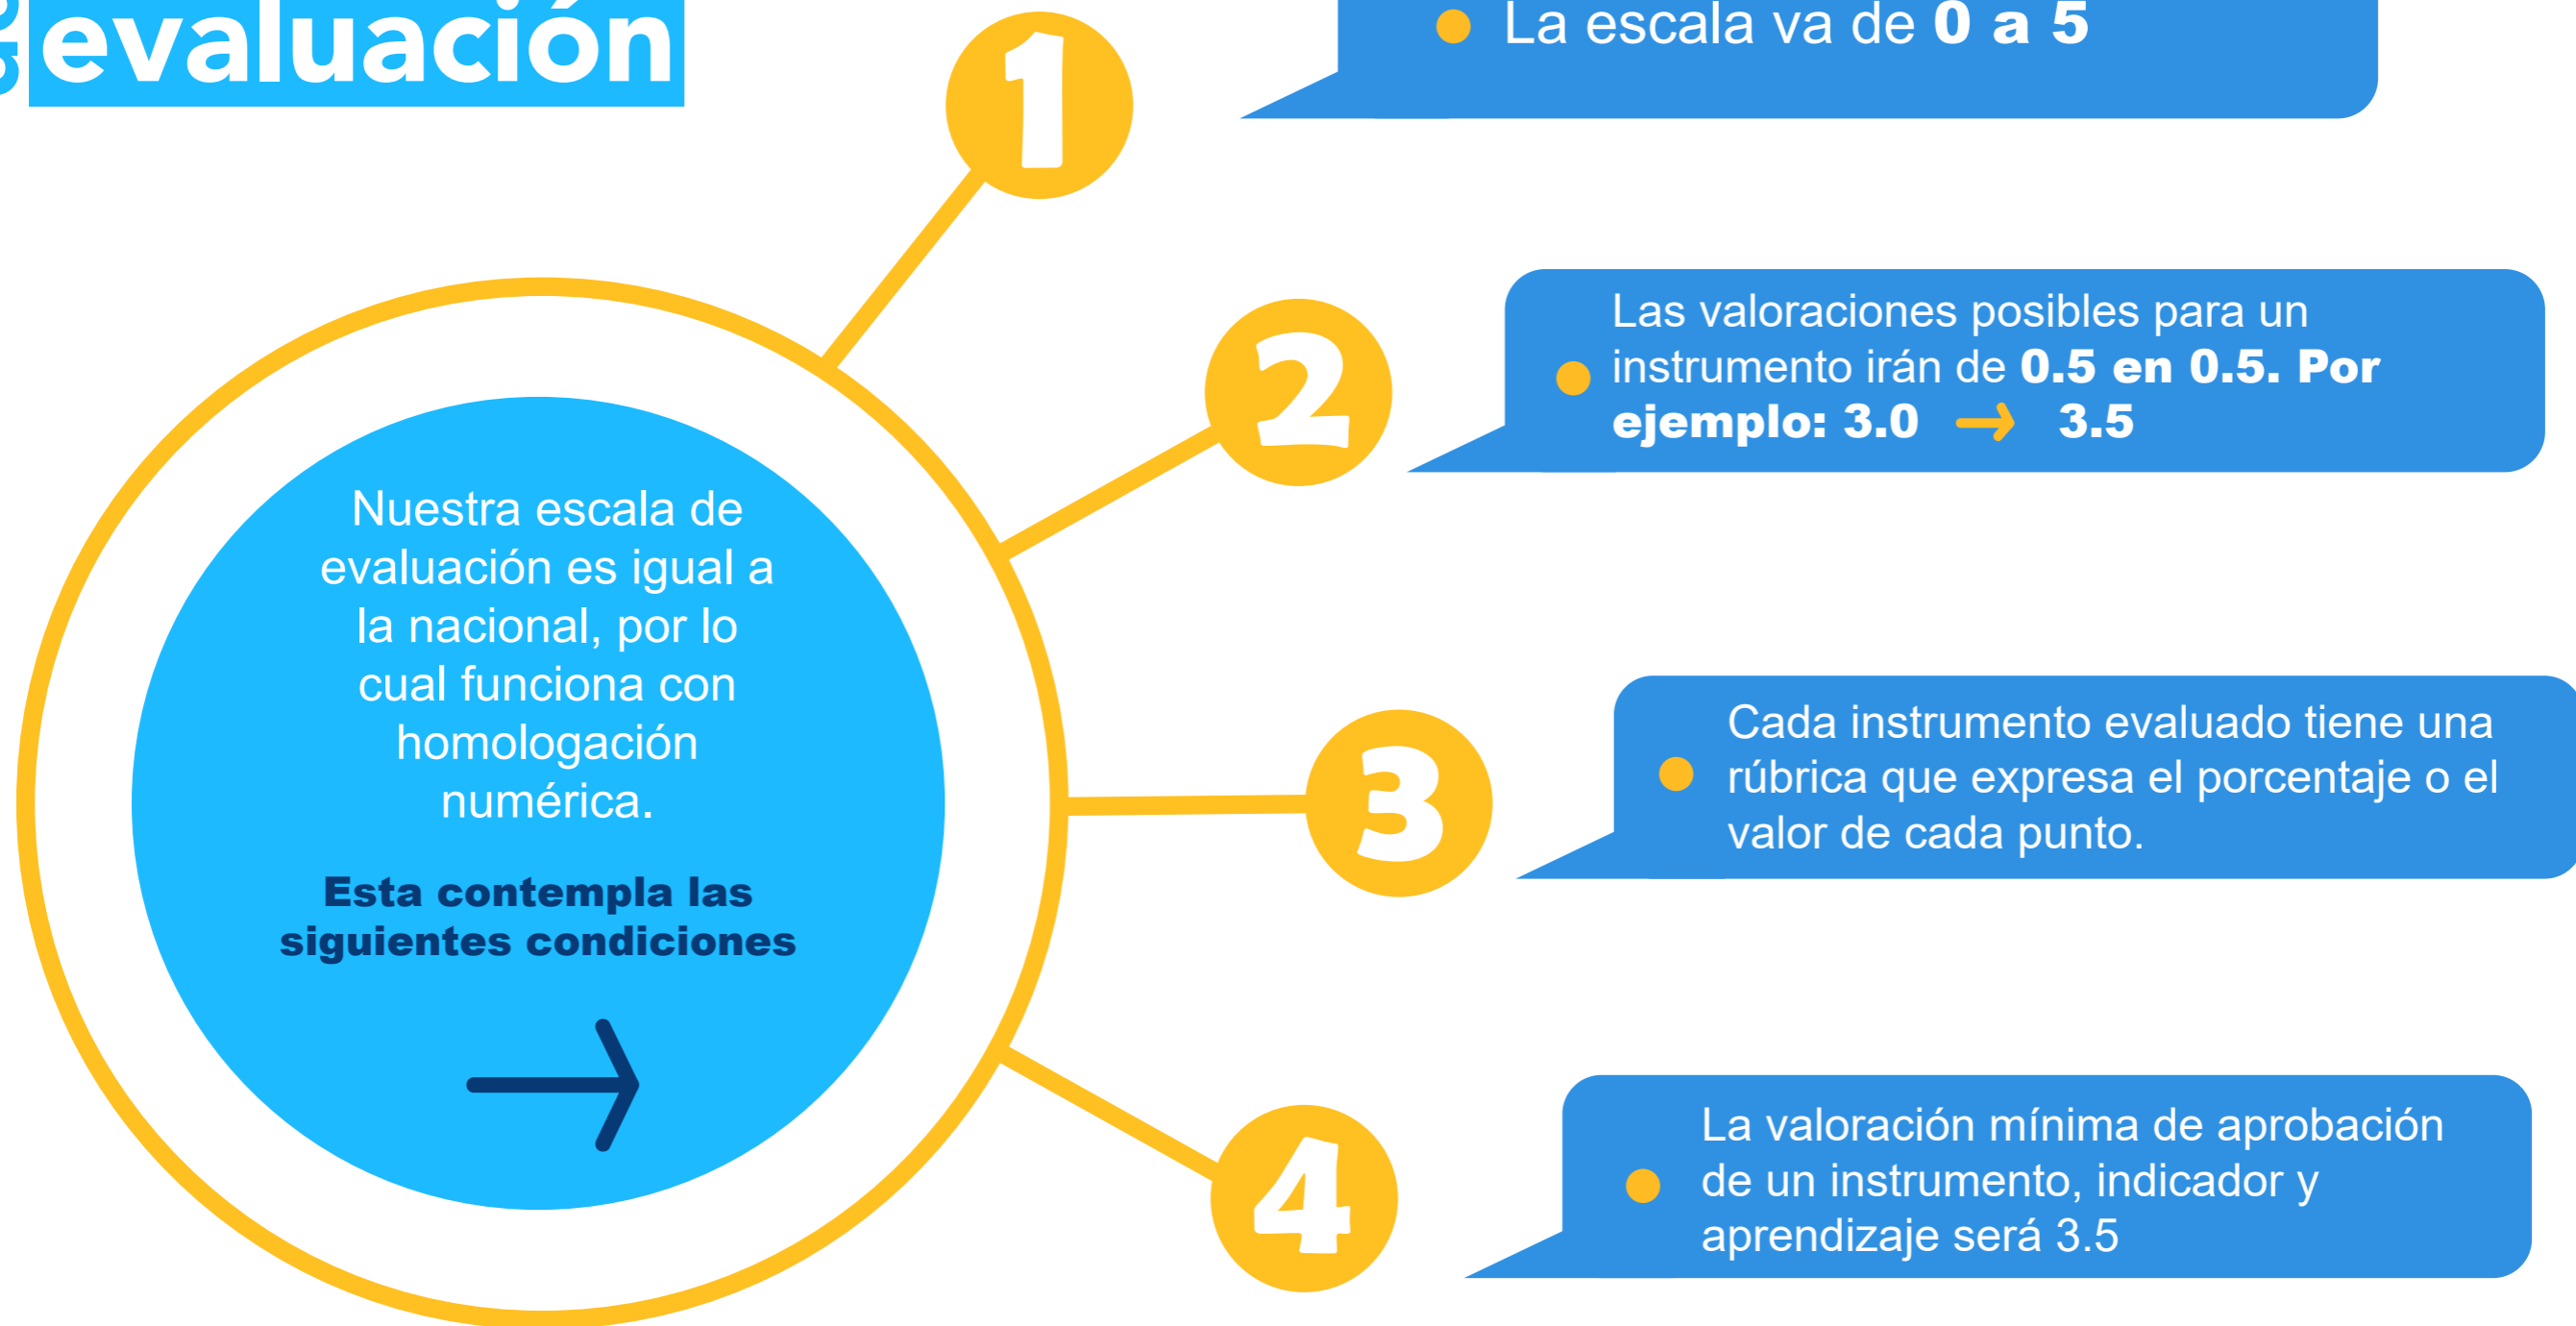 evaluación
1
La escala va de 0 a 5
2
Las valoraciones posibles para un
instrumento irán de 0.5 en 0.5. Por
ejemplo: 3.0 → 3.5
Nuestra escala de
evaluación es igual a
la nacional, por lo
cual funciona con
homologación
numérica.
Esta contempla las
siguientes condiciones
3
Cada instrumento evaluado tiene una
rúbrica que expresa el porcentaje o el
valor de cada punto.
4
La valoración mínima de aprobación
de un instrumento, indicador y
aprendizaje será 3.5